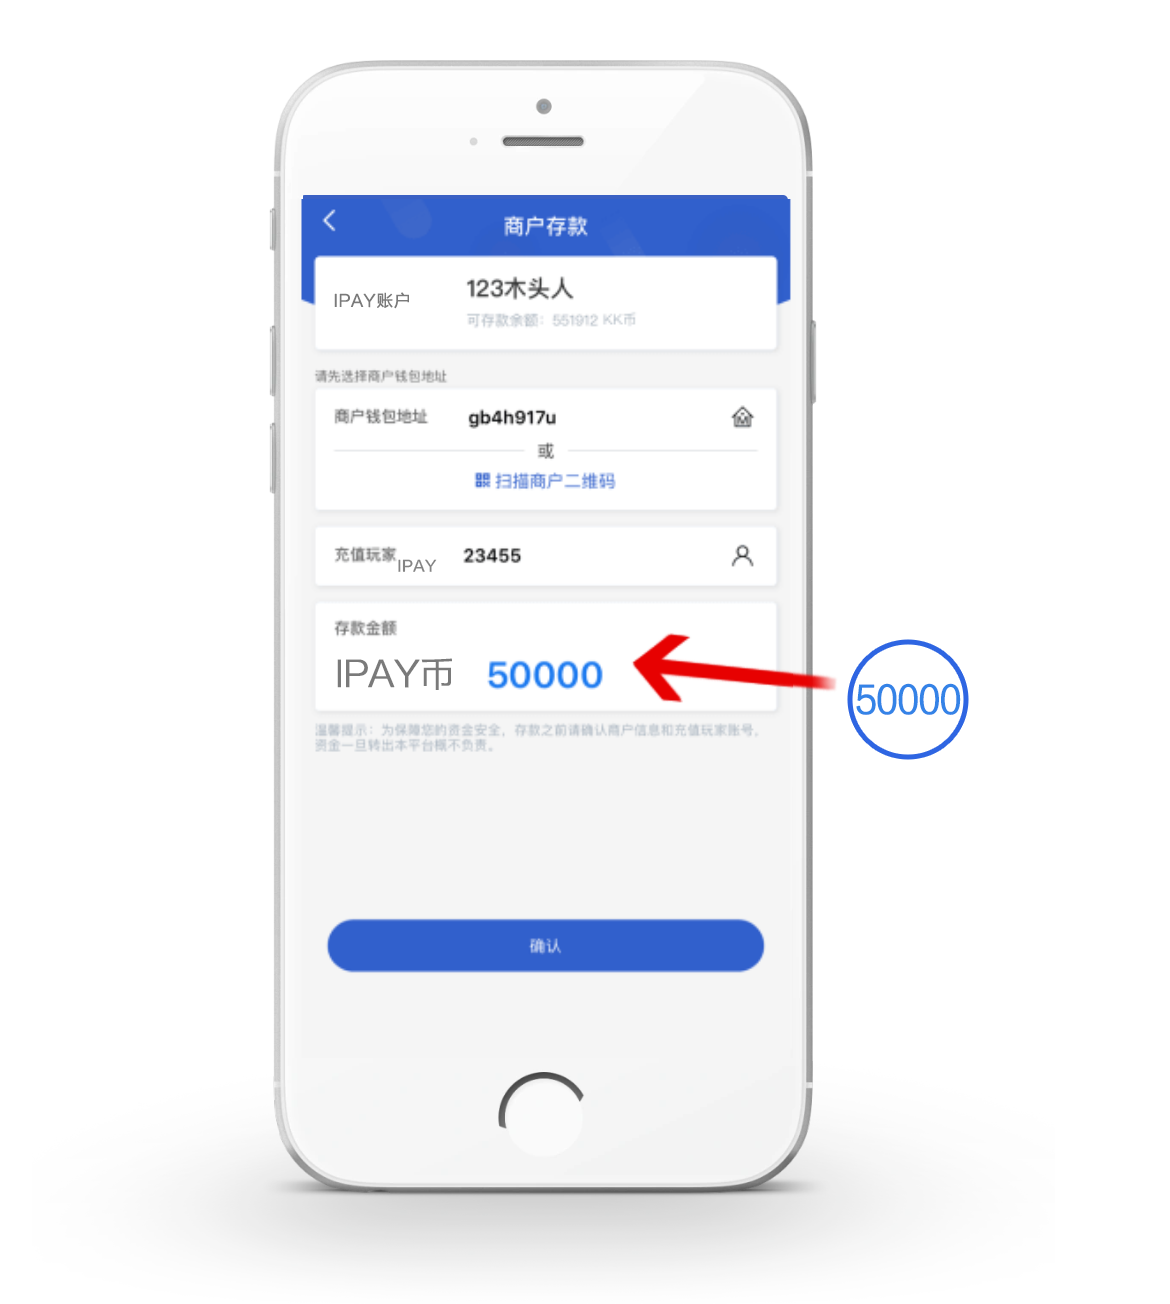 商户存款
IPAY账户
123木头人
可存款余额：551912 KK币
请先选择商户钱包地址
商户钱包地址 gb4h917u
或
扫描商户二维码
充值玩家IPAY 23455
存款金额
IPAY币 50000
50000
温馨提示：为保障您的资金安全，存款之前请确认商户信息和充值玩家账号，
资金一旦转出本平台概不负责。
确认